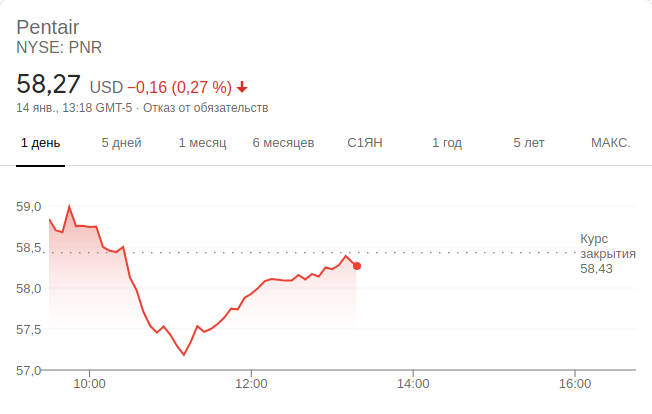 Pentair
NYSE: PNR
58,27 USD −0,16 (0,27 %)
14 янв., 13:18 GMT-5 · Отказ от обязательств
1 день 5 дней 1 месяц 6 месяцев С1ЯН 1 год 5 лет МАКС.
59,0
58,5
58,0
57,5
57,0
Курс
закрытия
58,43
10:00 12:00 14:00 16:00